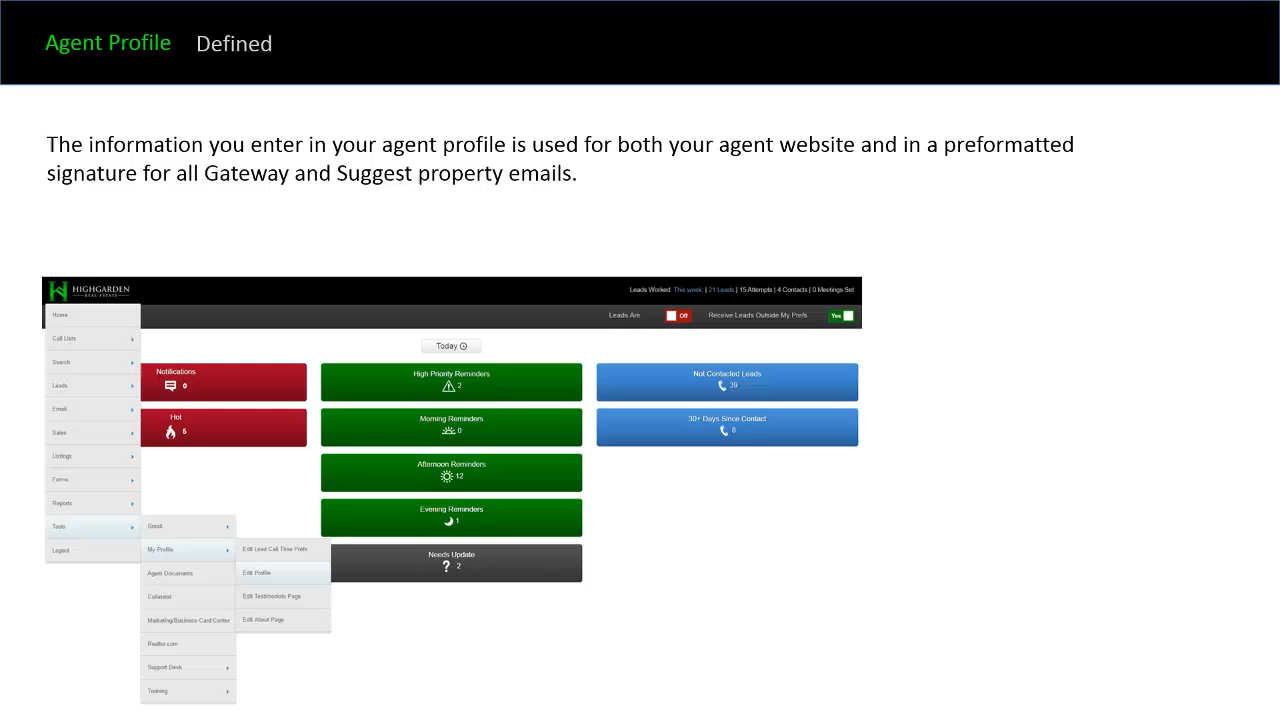 Agent Profile Defined
The information you enter in your agent profile is used for both your agent website and in a preformatted
signature for all Gateway and Suggest property emails.
HIGHGARDEN
REAL ESTATE
Leads Worked: This week | 21 Leads | 15 Attempts | 4 Contacts | 0 Meetings Set
Leads Are Off Receive Leads Outside My Prefs Yes
Today
Home
Call Lists
Search
Leads
Email
Sales
Listings
Forms
Reports
Tools
Logout
Notifications
0
Hot
5
High Priority Reminders
2
Morning Reminders
0
Afternoon Reminders
12
Evening Reminders
1
Needs Update
2
Not Contacted Leads
39
30+ Days Since Contact
8
Gmail
My Profile
Agent Documents
Collateral
Marketing/Business Card Center
Realtor.com
Support Desk
Training
Edit Lead Call Time Prefs
Edit Profile
Edit Testimonials Page
Edit About Page